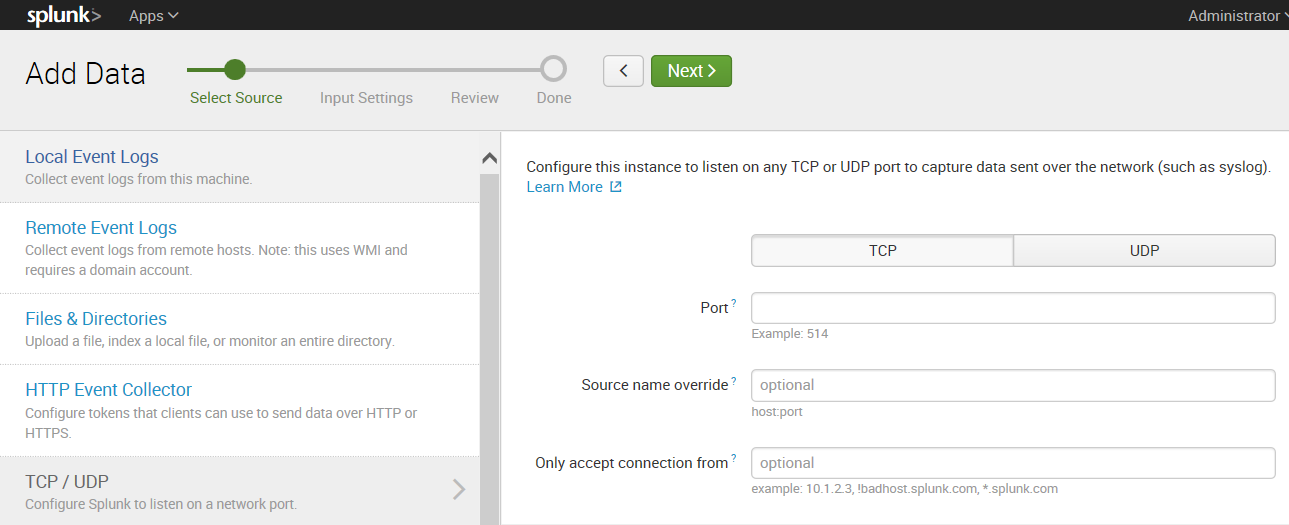 splunk> Apps Administrator
Add Data
Next
Select Source Input Settings Review Done
Local Event Logs
Collect event logs from this machine.
Remote Event Logs
Collect event logs from remote hosts. Note: this uses WMI and
requires a domain account.
Files & Directories
Upload a file, index a local file, or monitor an entire directory.
HTTP Event Collector
Configure tokens that clients can use to send data over HTTP or
HTTPS.
TCP / UDP
Configure Splunk to listen on a network port.
Configure this instance to listen on any TCP or UDP port to capture data sent over the network (such as syslog).
Learn More
TCP UDP
Port ?
Example: 514
Source name override ? optional
host:port
Only accept connection from ? optional
example: 10.1.2.3, !badhost.splunk.com, *.splunk.com